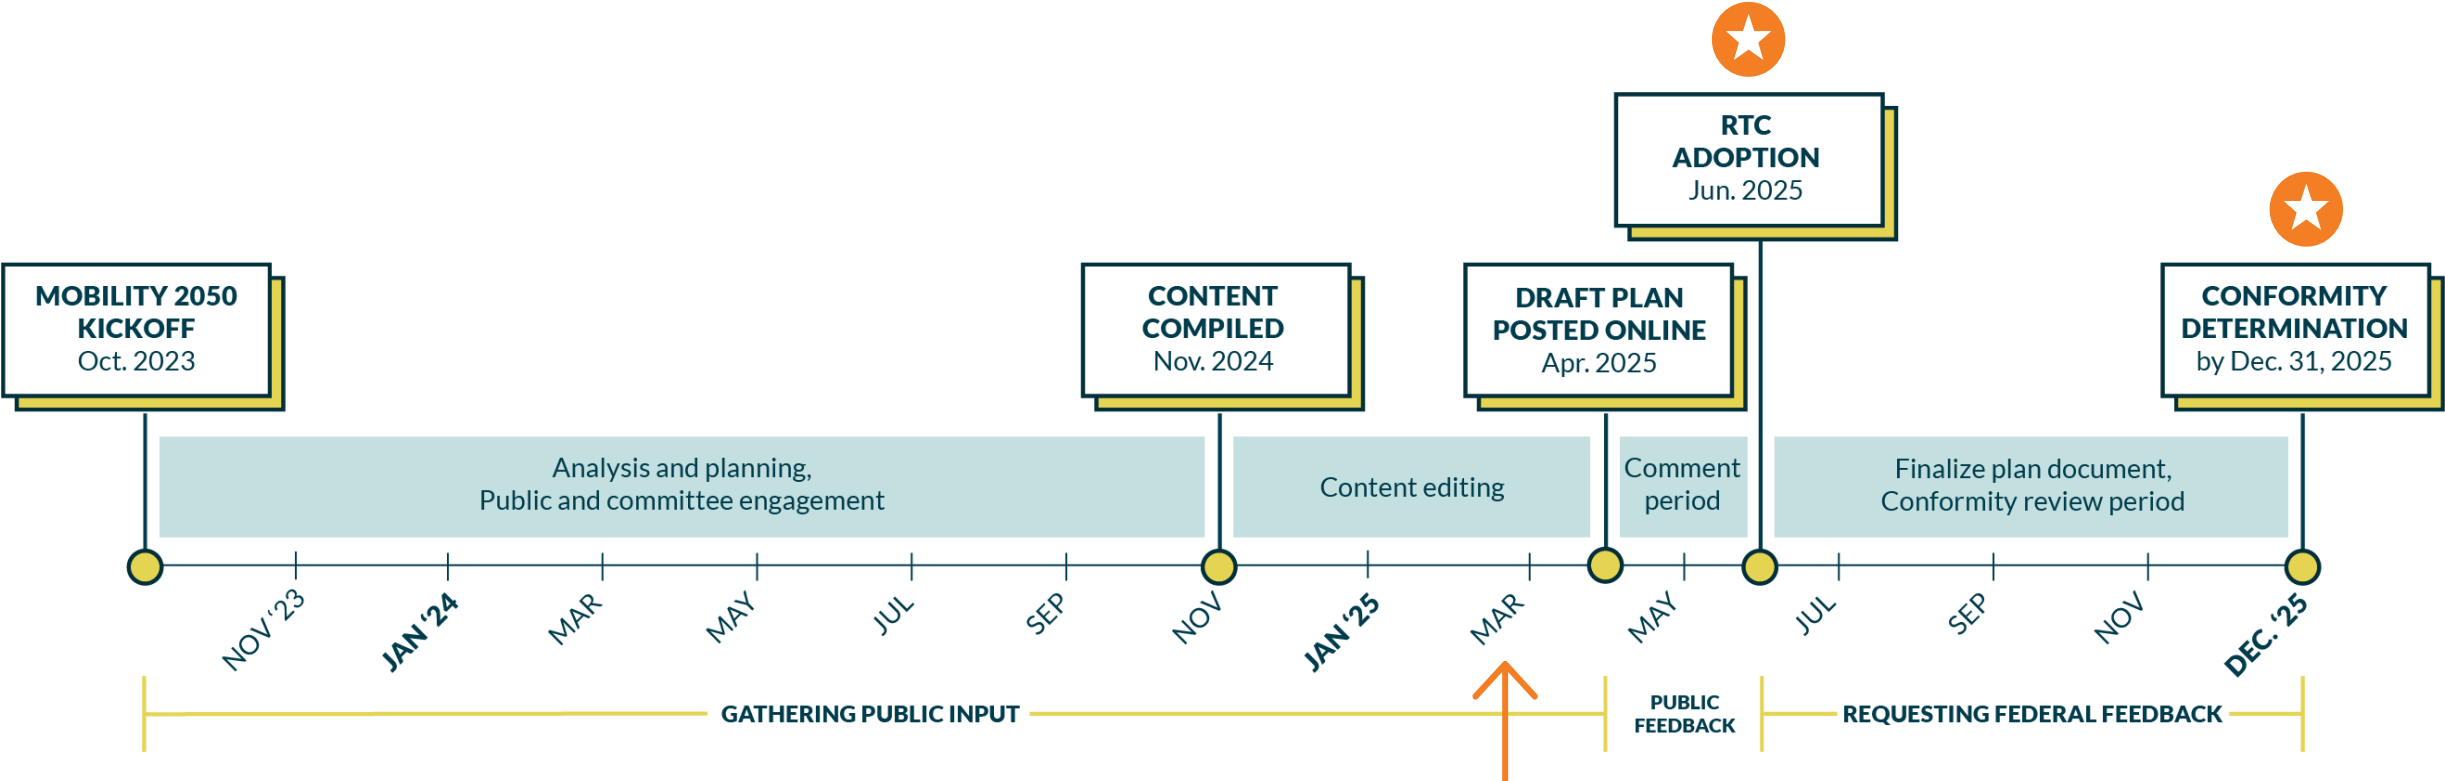 RTC
ADOPTION
Jun. 2025
MOBILITY 2050
KICKOFF
Oct. 2023
CONTENT
COMPILED
Nov. 2024
DRAFT PLAN
POSTED ONLINE
Apr. 2025
CONFORMITY
DETERMINATION
by Dec. 31, 2025
Analysis and planning,
Public and committee engagement
Content editing
Comment
period
Finalize plan document,
Conformity review period
NOV ‘23
JAN ‘24
MAR
MAY
JUL
SEP
NOV
JAN ‘25
MAR
MAY
JUL
SEP
NOV
DEC. ‘25
GATHERING PUBLIC INPUT
PUBLIC
FEEDBACK
REQUESTING FEDERAL FEEDBACK